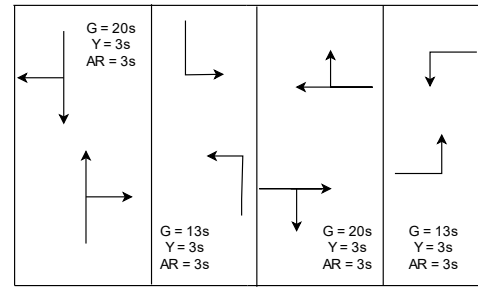 G = 20s
Y = 3s
AR = 3s
G = 13s
Y = 3s
AR = 3s
G = 20s
Y = 3s
AR = 3s
G = 13s
Y = 3s
AR = 3s